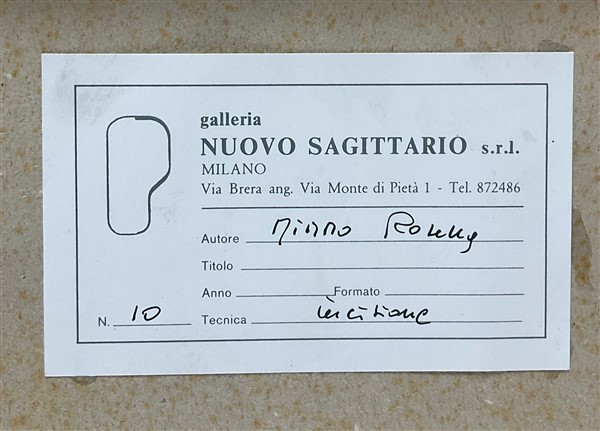 galleria
NUOVO SAGITTARIO s.r.l.
MILANO
Via Brera ang. Via Monte di Pietà 1 - Tel. 872486
Autore Mimmo
Titolo
Anno Formato
N. 10 Tecnica incisione